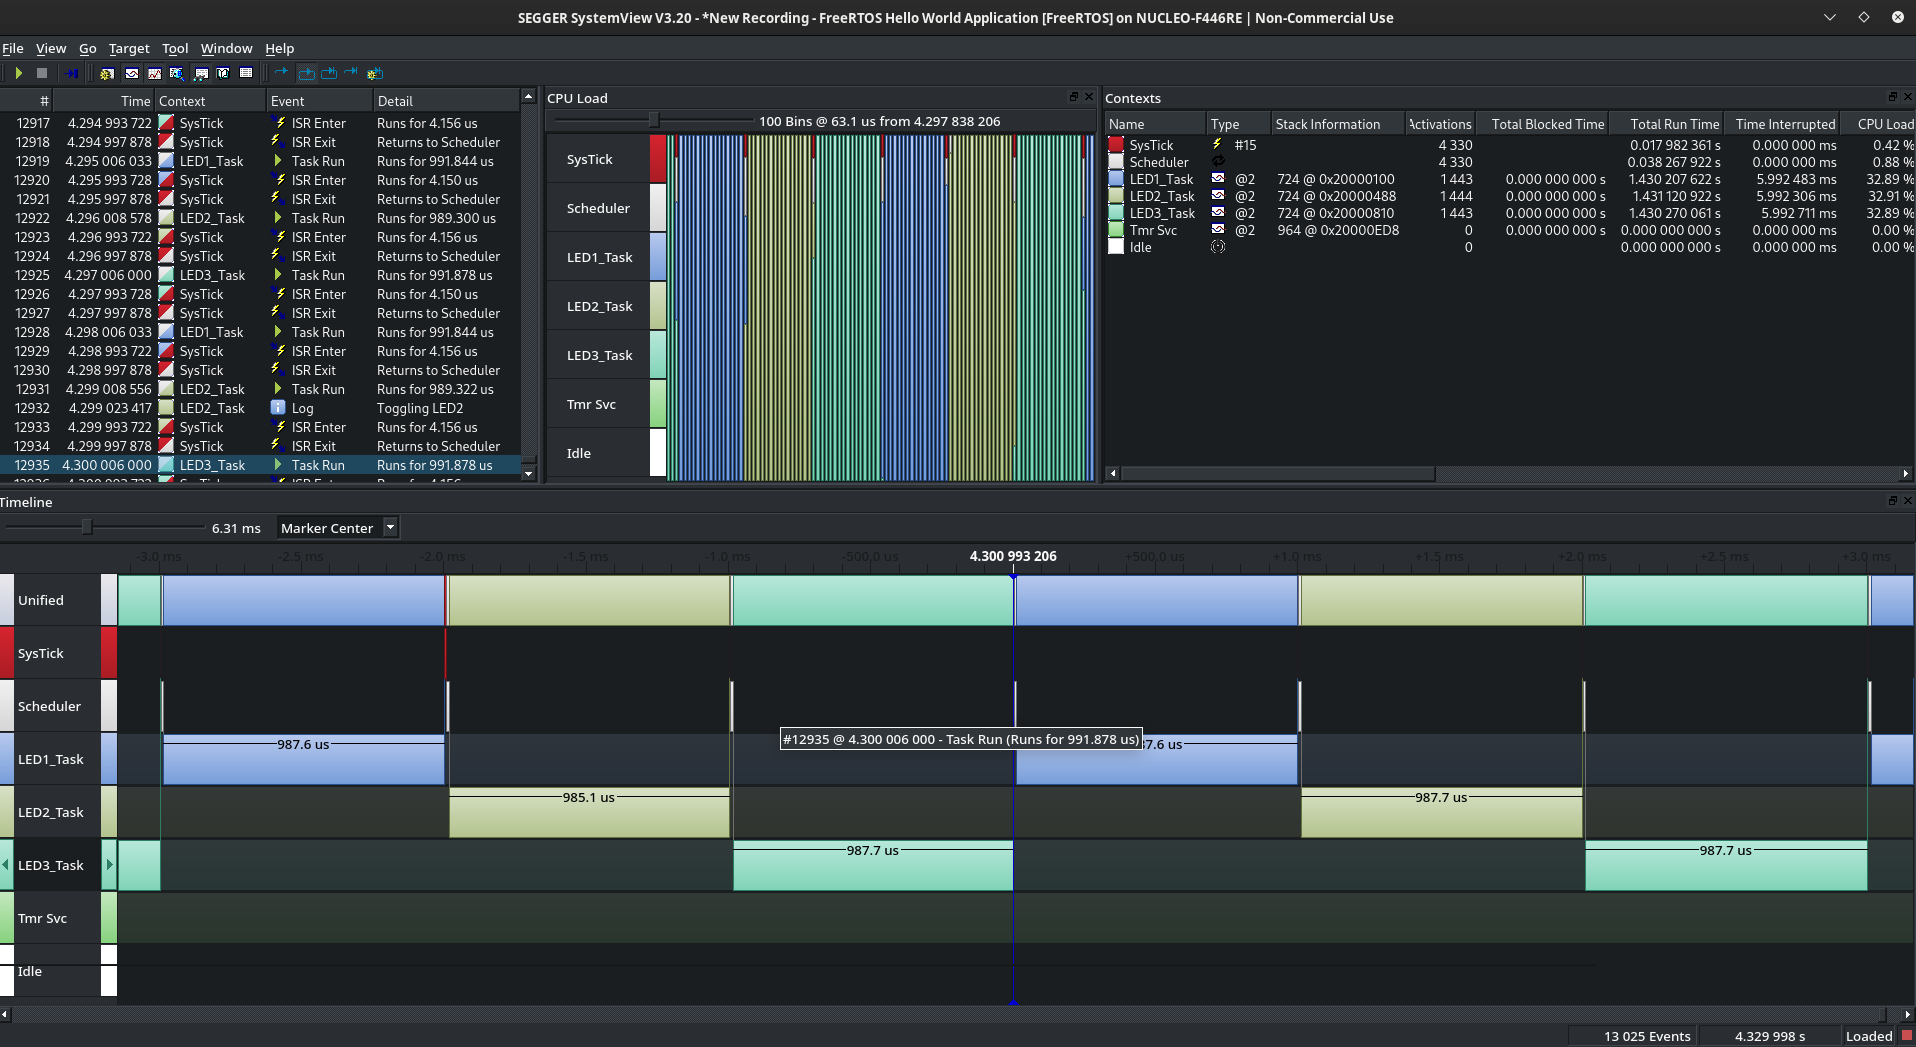 SEGGER SystemView V3.20 - *New Recording - FreeRTOS Hello World Application [FreeRTOS] on NUCLEO-F446RE | Non-Commercial Use
File View Go Target Tool Window Help
# Time Context Event Detail
12917 4.294 993 722 SysTick ISR Enter Runs for 4.156 us
12918 4.294 997 878 SysTick ISR Exit Returns to Scheduler
12919 4.295 006 033 LED1_Task Task Run Runs for 991.844 us
12920 4.295 993 728 SysTick ISR Enter Runs for 4.150 us
12921 4.295 997 878 SysTick ISR Exit Returns to Scheduler
12922 4.296 008 578 LED2_Task Task Run Runs for 989.300 us
12923 4.296 993 722 SysTick ISR Enter Runs for 4.156 us
12924 4.296 997 878 SysTick ISR Exit Returns to Scheduler
12925 4.297 006 000 LED3_Task Task Run Runs for 991.878 us
12926 4.297 993 728 SysTick ISR Enter Runs for 4.150 us
12927 4.297 997 878 SysTick ISR Exit Returns to Scheduler
12928 4.298 006 033 LED1_Task Task Run Runs for 991.844 us
12929 4.298 993 722 SysTick ISR Enter Runs for 4.156 us
12930 4.298 997 878 SysTick ISR Exit Returns to Scheduler
12931 4.299 008 556 LED2_Task Task Run Runs for 989.322 us
12932 4.299 023 417 LED2_Task Log Toggling LED2
12933 4.299 993 722 SysTick ISR Enter Runs for 4.156 us
12934 4.299 997 878 SysTick ISR Exit Returns to Scheduler
12935 4.300 006 000 LED3_Task Task Run Runs for 991.878 us
CPU Load
100 Bins @ 63.1 us from 4.297 838 206
SysTick
Scheduler
LED1_Task
LED2_Task
LED3_Task
Tmr Svc
Idle
Contexts
Name Type Stack Information Activations Total Blocked Time Total Run Time Time Interrupted CPU Load
SysTick #15 4 330 0.017 982 361 s 0.000 000 ms 0.42 %
Scheduler 4 330 0.038 267 922 s 0.000 000 ms 0.88 %
LED1_Task @2 724 @ 0x20000100 1 443 0.000 000 000 s 1.430 207 622 s 5.992 483 ms 32.89 %
LED2_Task @2 724 @ 0x20000488 1 444 0.000 000 000 s 1.431 120 922 s 5.992 306 ms 32.91 %
LED3_Task @2 724 @ 0x20000810 1 443 0.000 000 000 s 1.430 270 061 s 5.992 711 ms 32.89 %
Tmr Svc @2 964 @ 0x20000ED8 0 0.000 000 000 s 0.000 000 000 s 0.000 000 ms 0.00 %
Idle 0 0.000 000 000 s 0.000 000 ms 0.00 %
Timeline
6.31 ms Marker Center
-3.0 ms -2.5 ms -2.0 ms -1.5 ms -1.0 ms -500.0 us 4.300 993 206 +500.0 us +1.0 ms +1.5 ms +2.0 ms +2.5 ms +3.0 ms
Unified
SysTick
Scheduler
#12935 @ 4.300 006 000 - Task Run (Runs for 991.878 us)
LED1_Task 987.6 us 7.6 us
LED2_Task 985.1 us 987.7 us
LED3_Task 987.7 us 987.7 us
Tmr Svc
Idle
13 025 Events 4.329 998 s Loaded